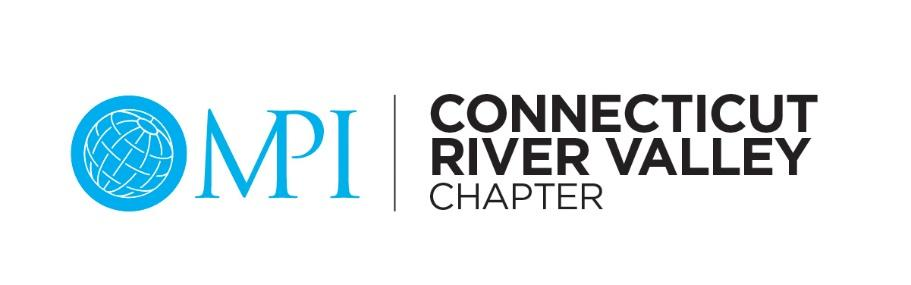 MPI
CONNECTICUT
RIVER VALLEY
CHAPTER